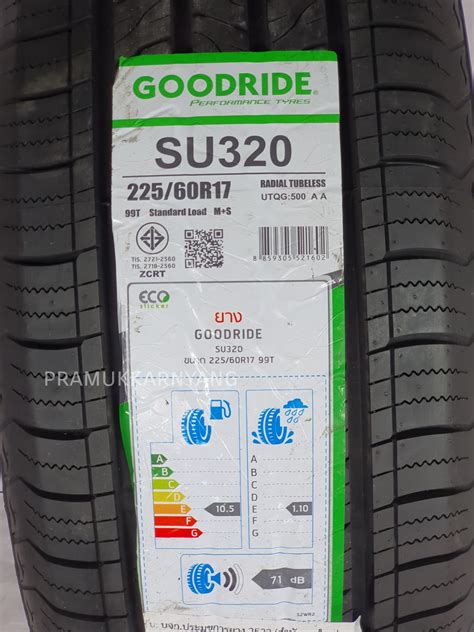 GOODRIDE
PERFORMANCE TYRES
SU320
225/60R17
RADIAL TUBELESS
UTQG:500 A A
99T Standard Load M+S
TIS. 2721-2560
TIS. 2718-2560
ZCRT
8 859305 521602
ECO
sticker
ยาง
GOODRIDE
SU320
ขนาด 225/60R17 99T
PRAMUKKARNYANG
A
B
C
D
E
F
G
10.5
A
B
C
D
E
F
G
1.10
71 dB
S2WR2